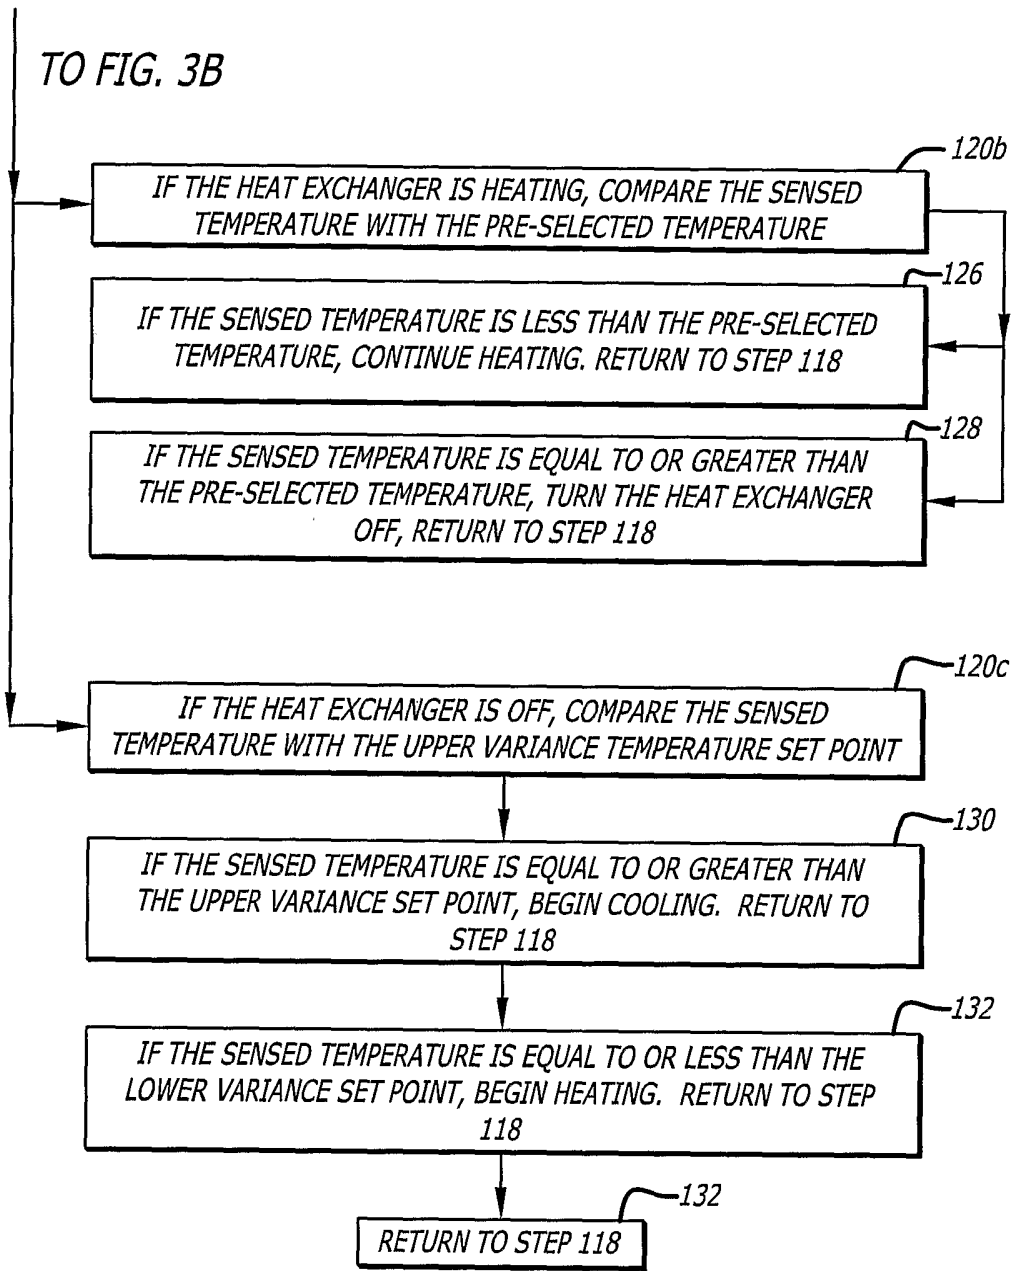 TO FIG. 3B
120b
IF THE HEAT EXCHANGER IS HEATING, COMPARE THE SENSED
TEMPERATURE WITH THE PRE-SELECTED TEMPERATURE
126
IF THE SENSED TEMPERATURE IS LESS THAN THE PRE-SELECTED
TEMPERATURE, CONTINUE HEATING. RETURN TO STEP 118
128
IF THE SENSED TEMPERATURE IS EQUAL TO OR GREATER THAN
THE PRE-SELECTED TEMPERATURE, TURN THE HEAT EXCHANGER
OFF, RETURN TO STEP 118
120c
IF THE HEAT EXCHANGER IS OFF, COMPARE THE SENSED
TEMPERATURE WITH THE UPPER VARIANCE TEMPERATURE SET POINT
130
IF THE SENSED TEMPERATURE IS EQUAL TO OR GREATER THAN
THE UPPER VARIANCE SET POINT, BEGIN COOLING. RETURN TO
STEP 118
132
IF THE SENSED TEMPERATURE IS EQUAL TO OR LESS THAN THE
LOWER VARIANCE SET POINT, BEGIN HEATING. RETURN TO STEP
118
132
RETURN TO STEP 118